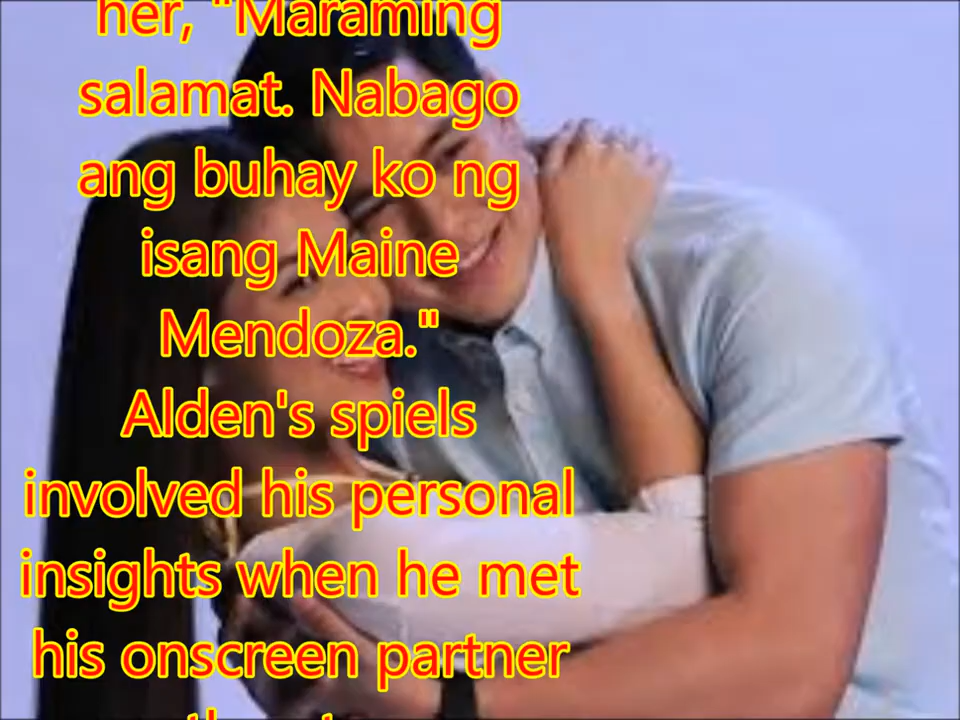 her, "Maraming
salamat. Nabago
ang buhay ko ng
isang Maine
Mendoza."
Alden's spiels
involved his personal
insights when he met
his onscreen partner